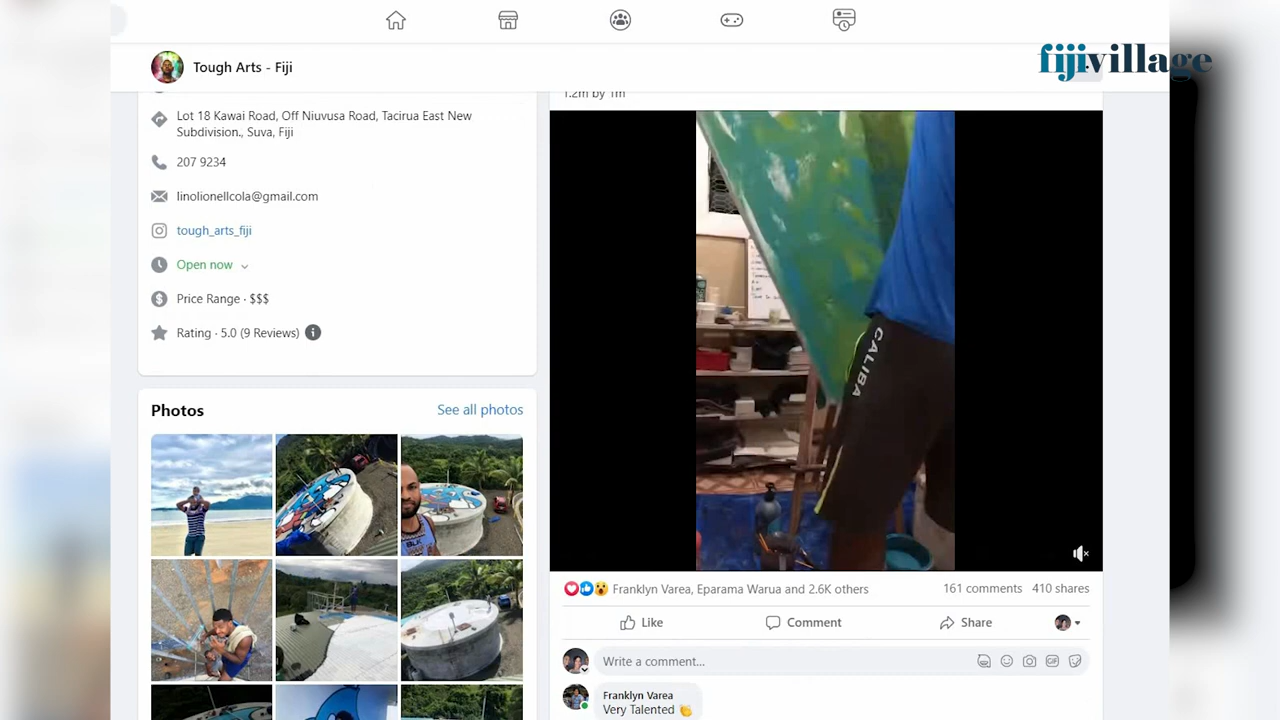 fijivillage
Tough Arts - Fiji
Lot 18 Kawai Road, Off Niuvusa Road, Tacirua East New
Subdivision., Suva, Fiji
207 9234
linolionellcola@gmail.com
tough_arts_fiji
Open now
Price Range · $$$
Rating · 5.0 (9 Reviews)
Photos
See all photos
1.2m by 1m
CALIBA
Franklyn Varea, Eparama Warua and 2.6K others
161 comments 410 shares
Like
Comment
Share
Write a comment...
GIF
Franklyn Varea
Very Talented 👏